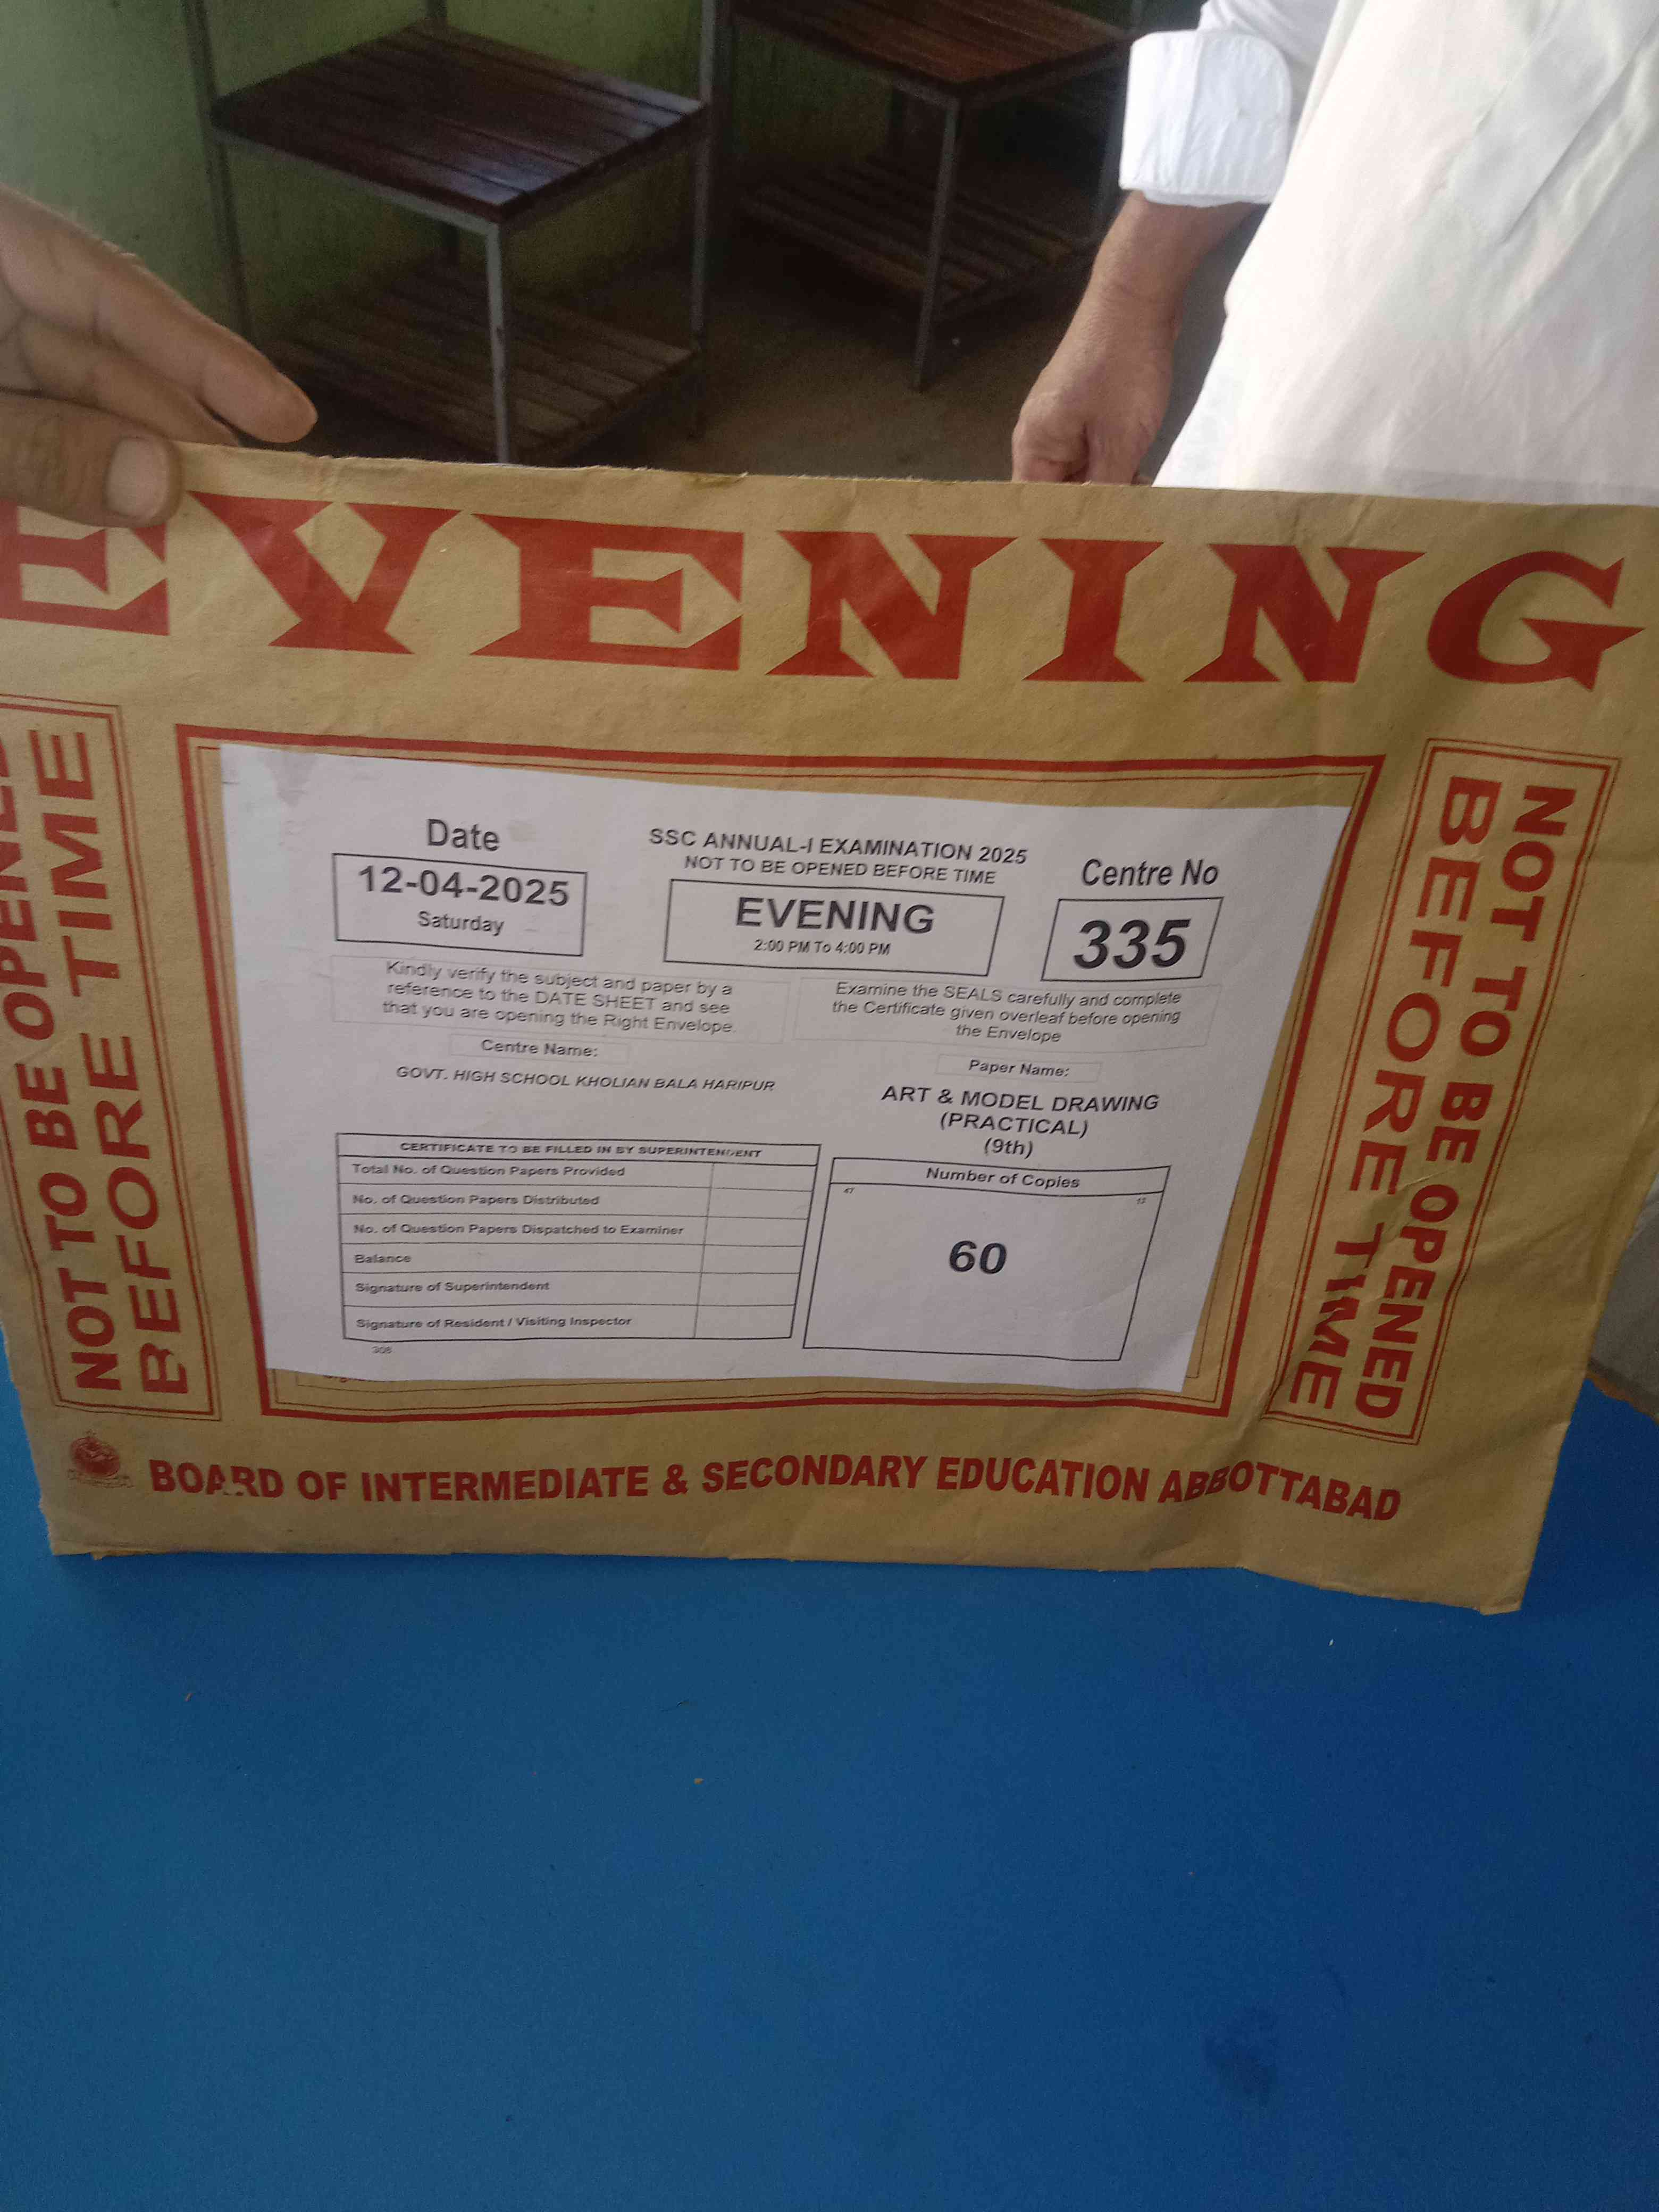 EVENING
NOT TO BE OPENED
BEFORE TIME
Date
12-04-2025
Saturday
SSC ANNUAL-I EXAMINATION 2025
NOT TO BE OPENED BEFORE TIME
EVENING
2:00 PM To 4:00 PM
Centre No
335
Kindly verify the subject and paper by a
reference to the DATE SHEET and see
that you are opening the Right Envelope.
Examine the SEALS carefully and complete
the Certificate given overleaf before opening
the Envelope
Centre Name:
GOVT. HIGH SCHOOL KHOLIAN BALA HARIPUR
Paper Name:
ART & MODEL DRAWING
(PRACTICAL)
(9th)
CERTIFICATE TO BE FILLED IN BY SUPERINTENDENT
Total No. of Question Papers Provided
No. of Question Papers Distributed
No. of Question Papers Dispatched to Examiner
Balance
Signature of Superintendent
Signature of Resident / Visiting Inspector
308
Number of Copies
47 13
60
NOT TO BE OPENED
BEFORE TIME
BOARD OF INTERMEDIATE & SECONDARY EDUCATION ABBOTTABAD